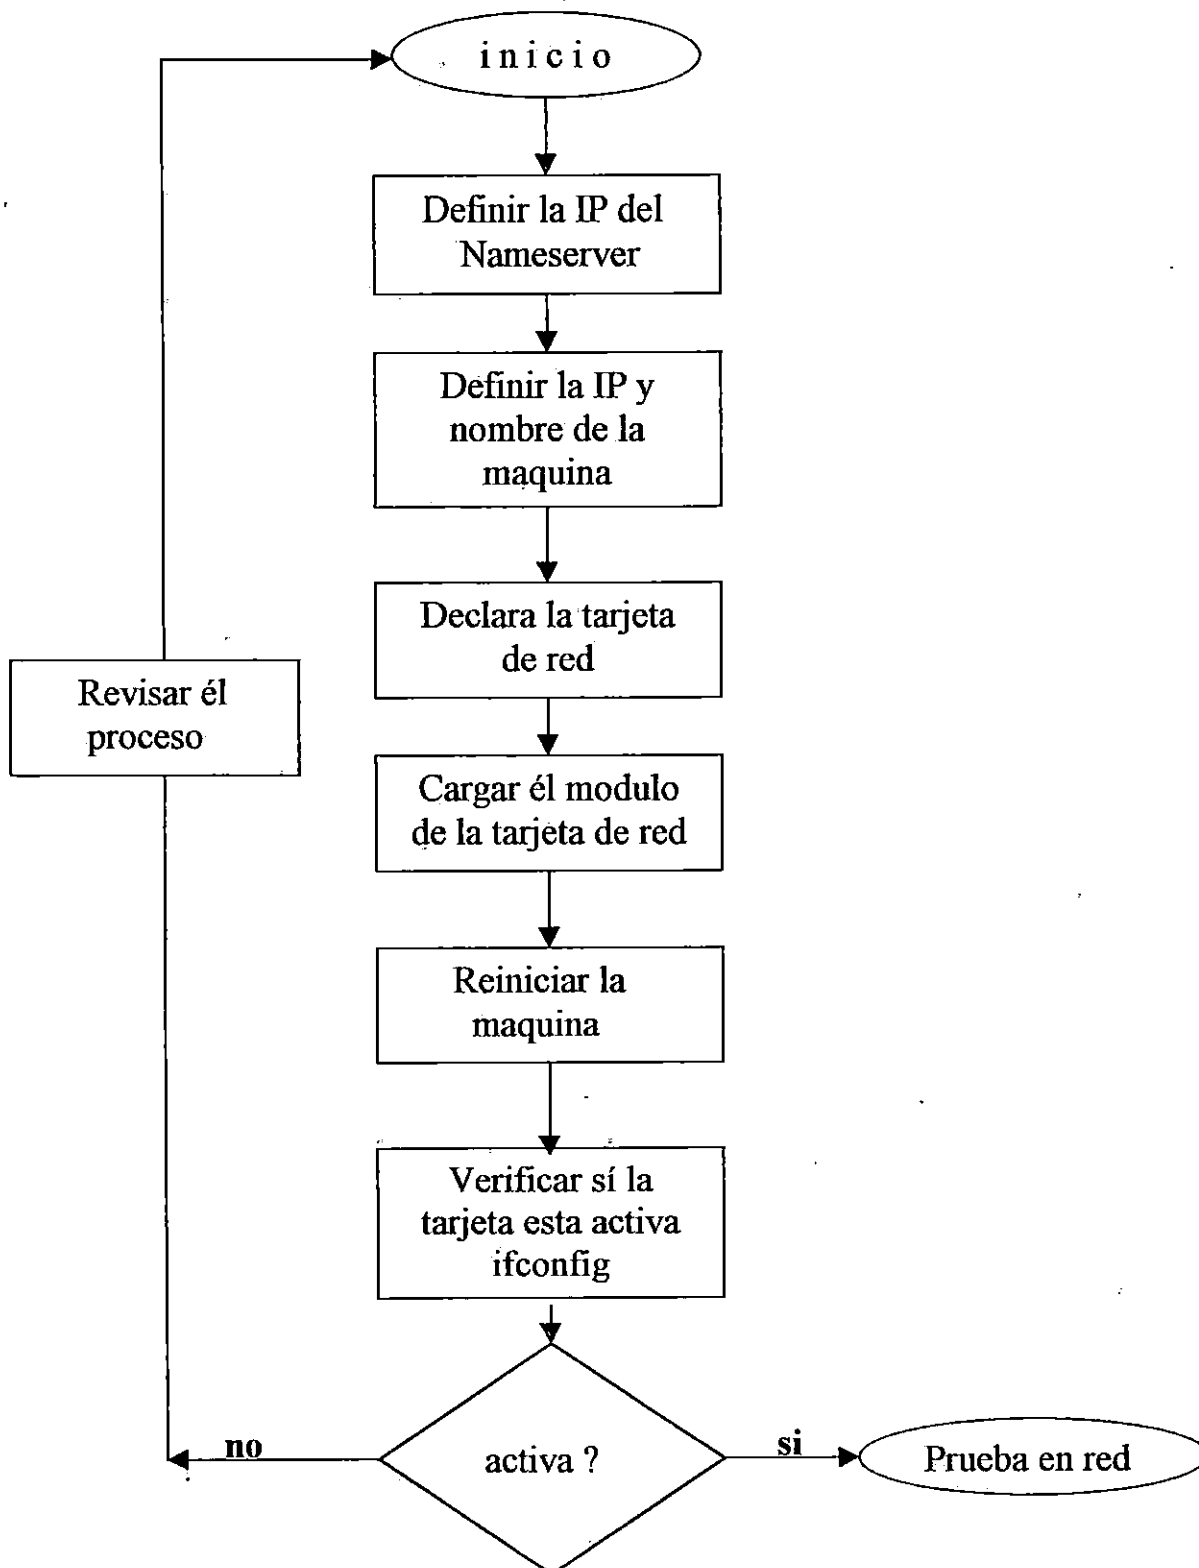 inicio
Definir la IP del
Nameserver
Definir la IP y
nombre de la
maquina
Declara la tarjeta
de red
Revisar él
proceso
Cargar él modulo
de la tarjeta de red
Reiniciar la
maquina
Verificar sí la
tarjeta esta activa
ifconfig
no
activa ?
si
Prueba en red